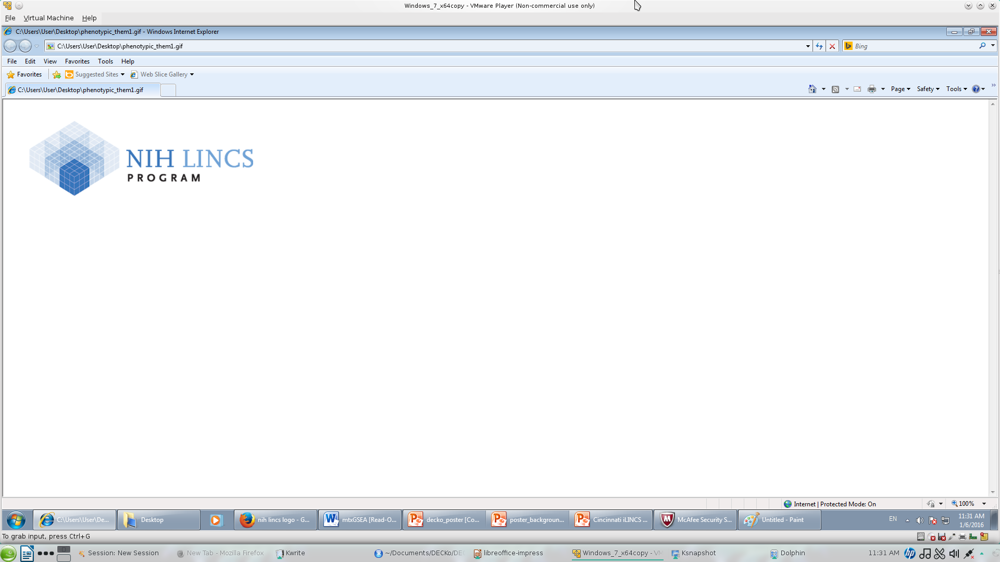 Windows_7_x64copy - VMware Player (Non-commercial use only)
File Virtual Machine Help
C:\Users\User\Desktop\phenotypic_them1.gif - Windows Internet Explorer
C:\Users\User\Desktop\phenotypic_them1.gif
Bing
File Edit View Favorites Tools Help
Favorites Suggested Sites Web Slice Gallery
C:\Users\User\Desktop\phenotypic_them1.gif
Page Safety Tools
NIH LINCS
PROGRAM
Internet | Protected Mode: On
100%
C:\Users\User\De... Desktop nih lincs logo - G... mtxGSEA [Read-O... decko_poster [Co... poster_backgroun... Cincinnati iLINCS ... McAfee Security S... Untitled - Paint EN 11:31 AM
1/6/2016
To grab input, press Ctrl+G
Session: New Session New Tab - Mozilla Firefox Kwrite ~/Documents/DECKo/DE libreoffice-impress Windows_7_x64copy - VM Ksnapshot Dolphin 11:31 AM